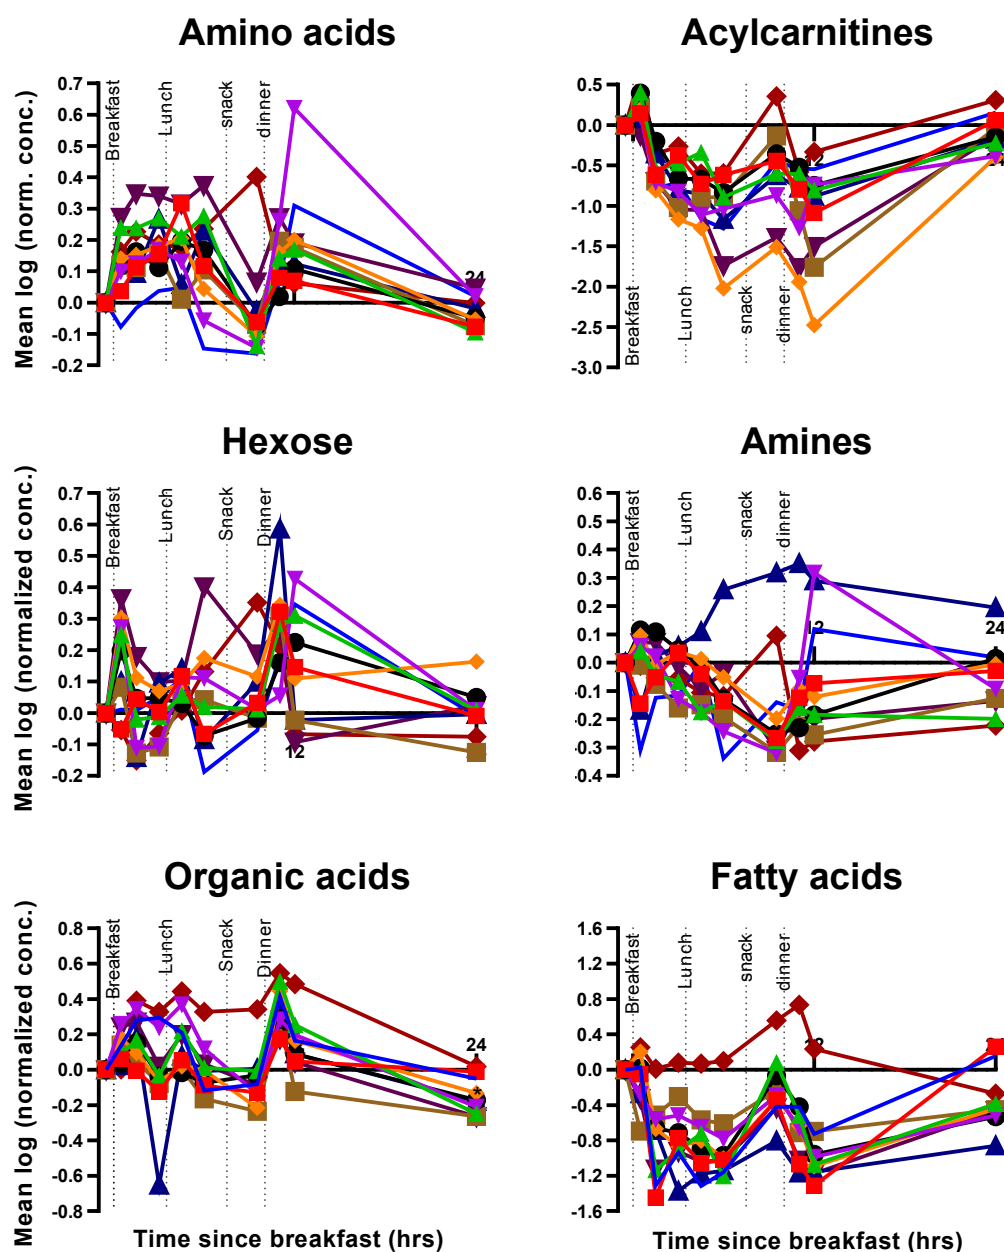 Amino acids
Acylcarnitines
Mean log (norm. conc.)
0.7
0.6
0.5
0.4
0.3
0.2
0.1
0.0
-0.1
-0.2
Breakfast
Lunch
snack
dinner
24
0.5
0.0
-0.5
-1.0
-1.5
-2.0
-2.5
-3.0
Breakfast
Lunch
snack
dinner
12
Hexose
Amines
Mean log (normalized conc.)
0.7
0.6
0.5
0.4
0.3
0.2
0.1
0.0
-0.1
-0.2
Breakfast
Lunch
Snack
Dinner
12
0.6
0.5
0.4
0.3
0.2
0.1
0.0
-0.1
-0.2
-0.3
-0.4
Breakfast
Lunch
snack
dinner
12
24
Organic acids
Fatty acids
Mean log (normalized conc.)
0.8
0.6
0.4
0.2
0.0
-0.2
-0.4
-0.6
-0.8
Breakfast
Lunch
Snack
Dinner
24
*
1.6
1.2
0.8
0.4
0.0
-0.4
-0.8
-1.2
-1.6
Breakfast
Lunch
snack
dinner
Time since breakfast (hrs)
Time since breakfast (hrs)